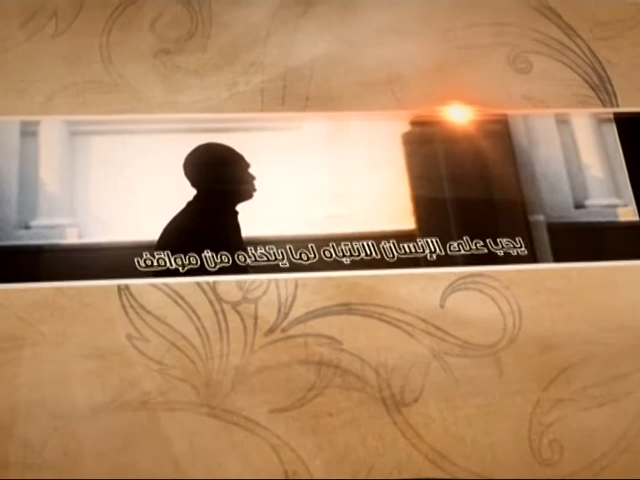 يجب على الإنسان الانتباه لما يتخذه من مواقف